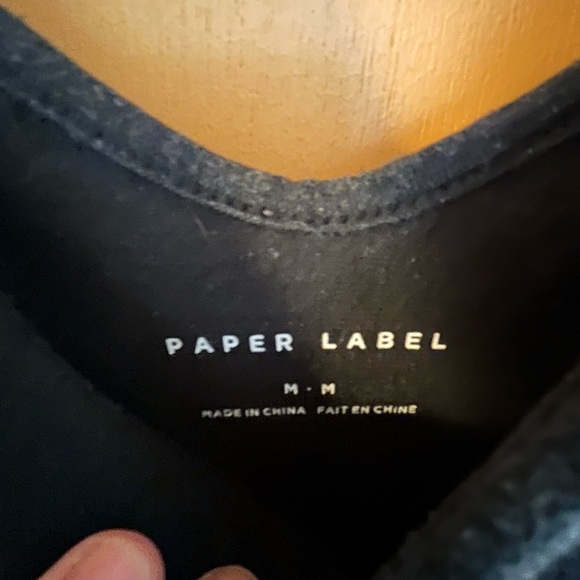 PAPER LABEL
M · M
MADE IN CHINA FAIT EN CHINE